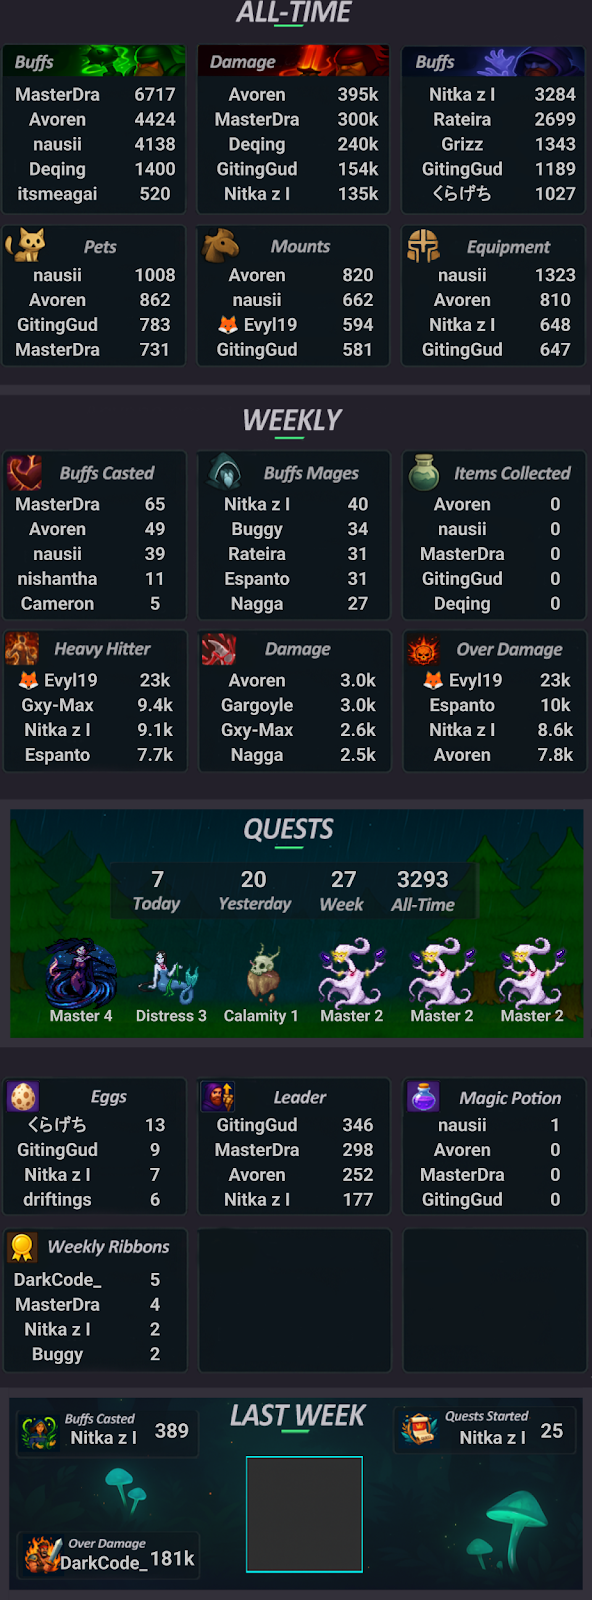 ALL-TIME
Buffs
MasterDra 6717
Avoren 4424
nausii 4138
Deqing 1400
itsmeagai 520
Damage
Avoren 395k
MasterDra 300k
Deqing 240k
GitingGud 154k
Nitka z l 135k
Buffs
Nitka z l 3284
Rateira 2699
Grizz 1343
GitingGud 1189
くらげち 1027
Pets
nausii 1008
Avoren 862
GitingGud 783
MasterDra 731
Mounts
Avoren 820
nausii 662
🦊 Evyl19 594
GitingGud 581
Equipment
nausii 1323
Avoren 810
Nitka z l 648
GitingGud 647
WEEKLY
Buffs Casted
MasterDra 65
Avoren 49
nausii 39
nishantha 11
Cameron 5
Buffs Mages
Nitka z l 40
Buggy 34
Rateira 31
Espanto 31
Nagga 27
Items Collected
Avoren 0
nausii 0
MasterDra 0
GitingGud 0
Deqing 0
Heavy Hitter
🦊 Evyl19 23k
Gxy-Max 9.4k
Nitka z l 9.1k
Espanto 7.7k
Damage
Avoren 3.0k
Gargoyle 3.0k
Gxy-Max 2.6k
Nagga 2.5k
Over Damage
🦊 Evyl19 23k
Espanto 10k
Nitka z l 8.6k
Avoren 7.8k
QUESTS
7 20 27 3293
Today Yesterday Week All-Time
Master 4 Distress 3 Calamity 1 Master 2 Master 2 Master 2
Eggs
くらげち 13
GitingGud 9
Nitka z l 7
driftings 6
Leader
GitingGud 346
MasterDra 298
Avoren 252
Nitka z l 177
Magic Potion
nausii 1
Avoren 0
MasterDra 0
GitingGud 0
Weekly Ribbons
DarkCode_ 5
MasterDra 4
Nitka z l 2
Buggy 2
LAST WEEK
Buffs Casted
Nitka z l 389
Quests Started
Nitka z l 25
Over Damage
DarkCode_ 181k